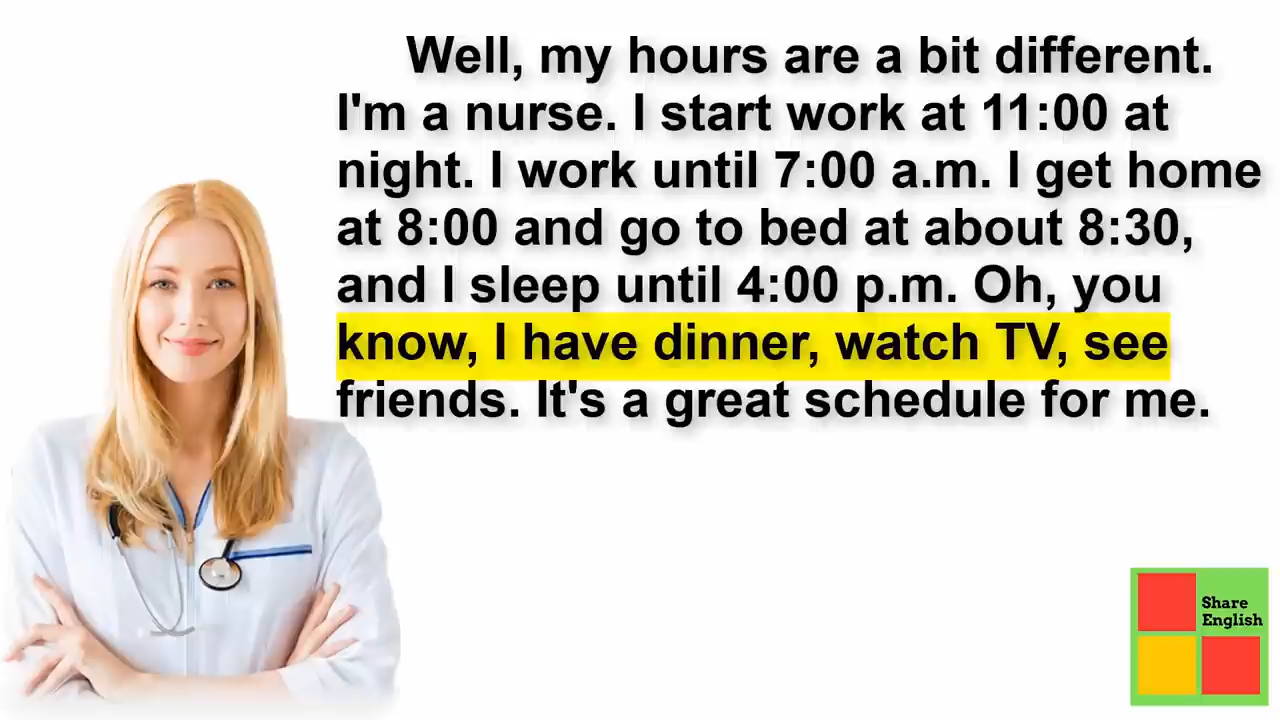 Well, my hours are a bit different.
I'm a nurse. I start work at 11:00 at
night. I work until 7:00 a.m. I get home
at 8:00 and go to bed at about 8:30,
and I sleep until 4:00 p.m. Oh, you
know, I have dinner, watch TV, see
friends. It's a great schedule for me.
Share
English